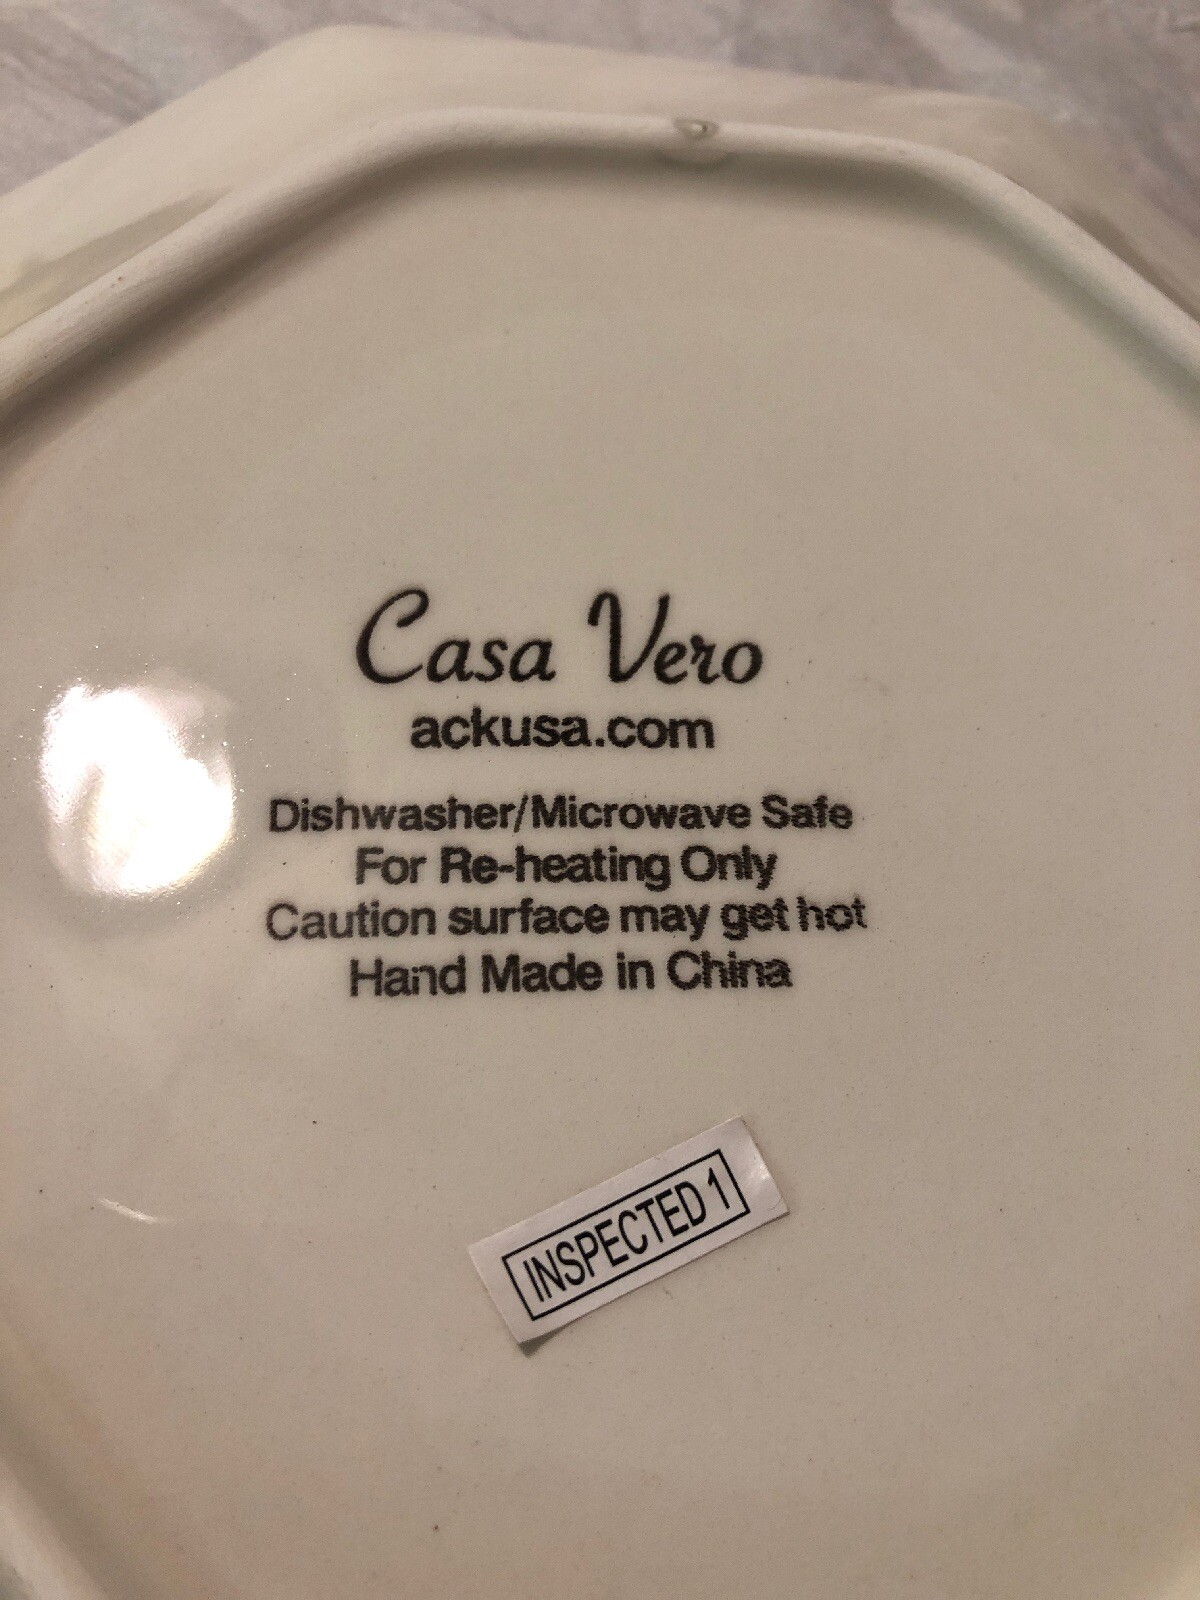 Casa Vero
ackusa.com
Dishwasher/Microwave Safe
For Re-heating Only
Caution surface may get hot
Hand Made in China
INSPECTED 1